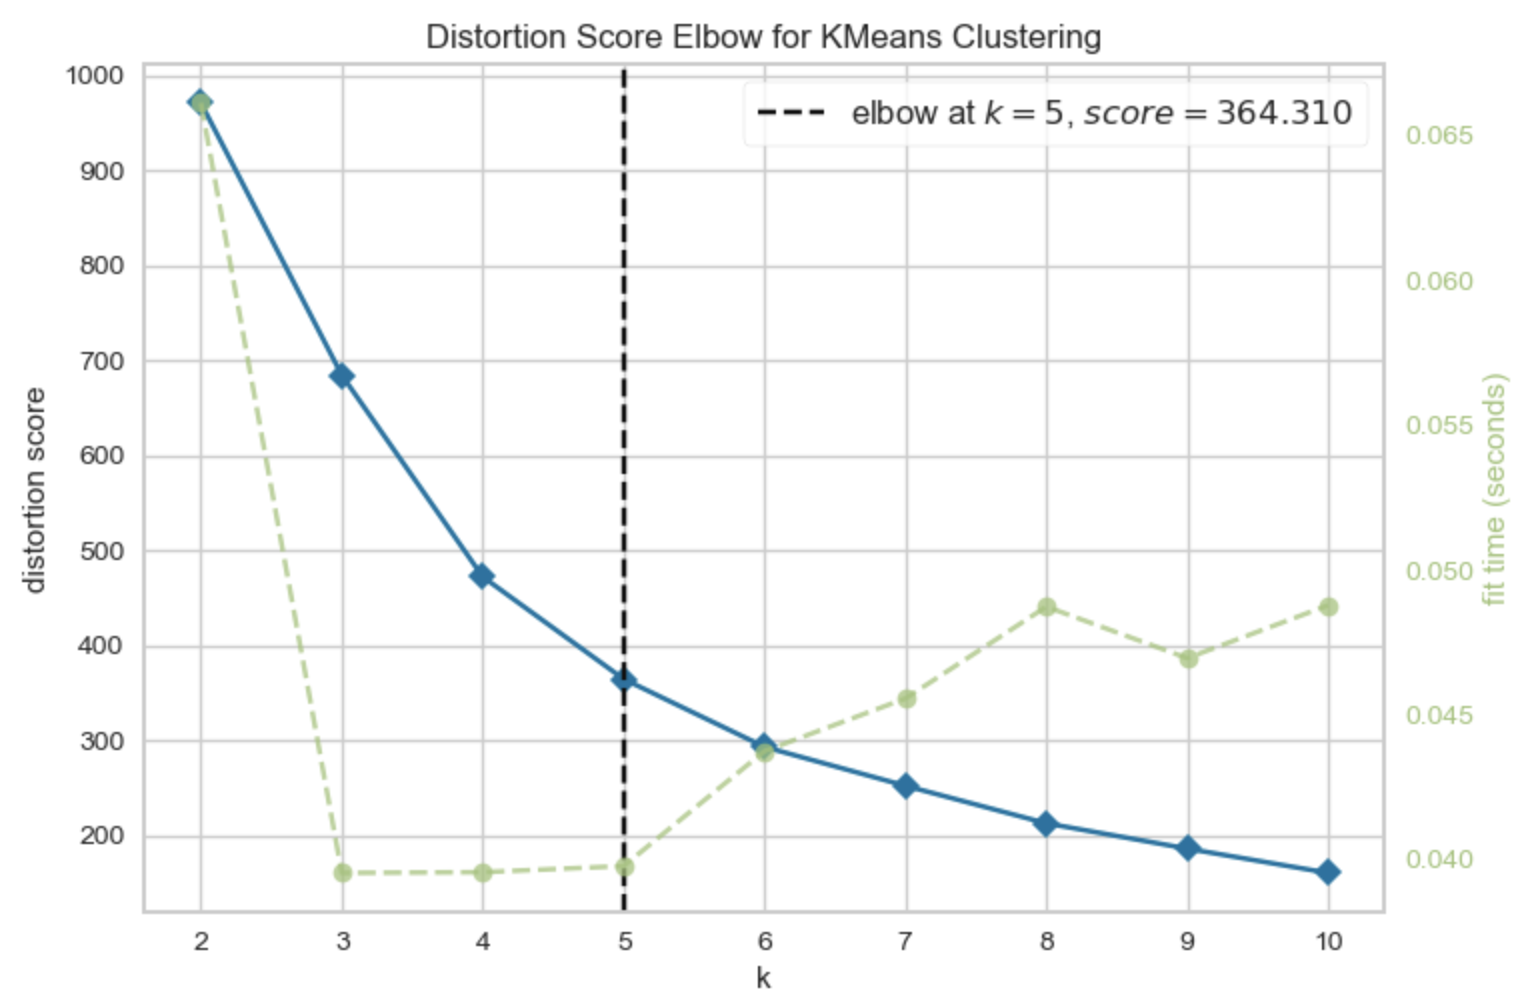 Distortion Score Elbow for KMeans Clustering
elbow at k = 5, score = 364.310
1000
900
800
700
600
500
400
300
200
distortion score
0.065
0.060
0.055
0.050
0.045
0.040
fit time (seconds)
2 3 4 5 6 7 8 9 10
k